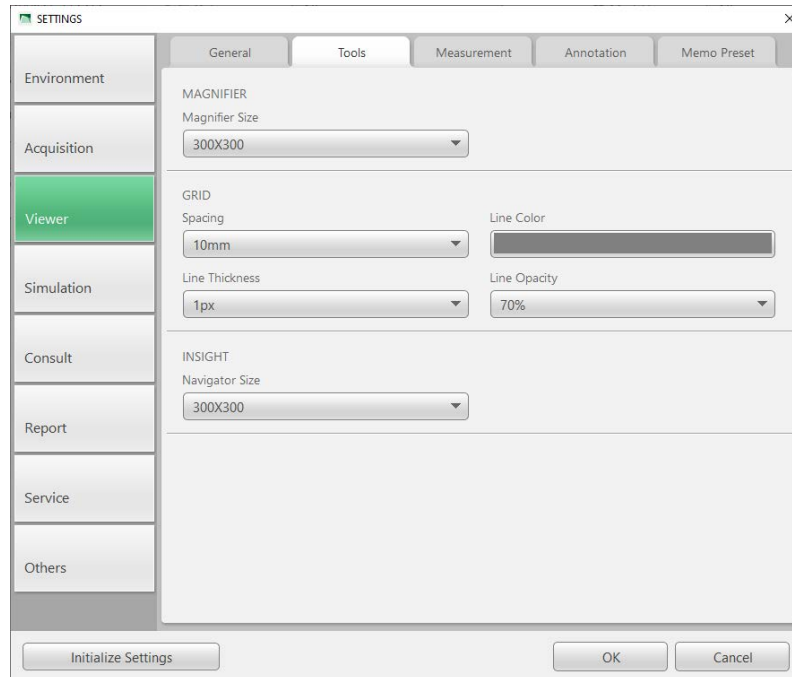 SETTINGS
Environment
Acquisition
Viewer
Simulation
Consult
Report
Service
Others
General Tools Measurement Annotation Memo Preset
MAGNIFIER
Magnifier Size
300X300
GRID
Spacing Line Color
10mm
Line Thickness Line Opacity
1px 70%
INSIGHT
Navigator Size
300X300
Initialize Settings OK Cancel